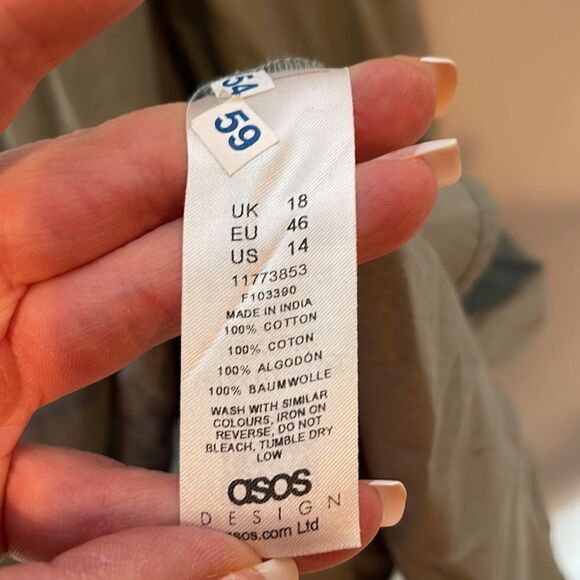 54
59
UK 18
EU 46
US 14
11773853
F103390
MADE IN INDIA
100% COTTON
100% COTON
100% ALGODÓN
100% BAUMWOLLE
WASH WITH SIMILAR
COLOURS, IRON ON
REVERSE, DO NOT
BLEACH, TUMBLE DRY
LOW
asos
DESIGN
asos.com Ltd